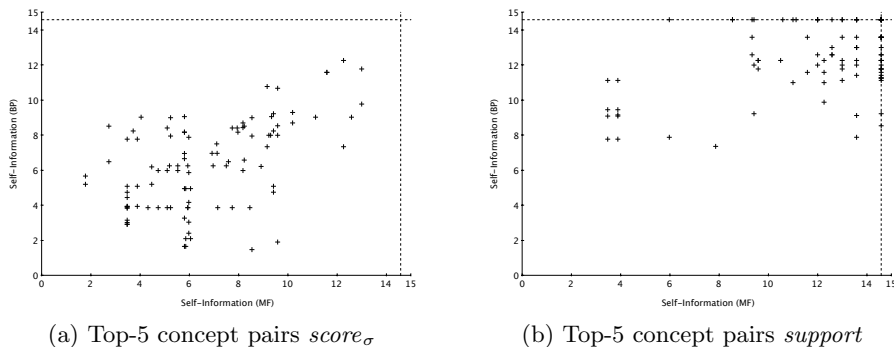 15
14
12
10
8
6
4
2
0
Self-Information (BP)
0 2 4 6 8 10 12 14 15
Self-Information (MF)
(a) Top-5 concept pairs score_σ
15
14
12
10
8
6
4
2
0
Self-Information (BP)
0 2 4 6 8 10 12 14 15
Self-Information (MF)
(b) Top-5 concept pairs support